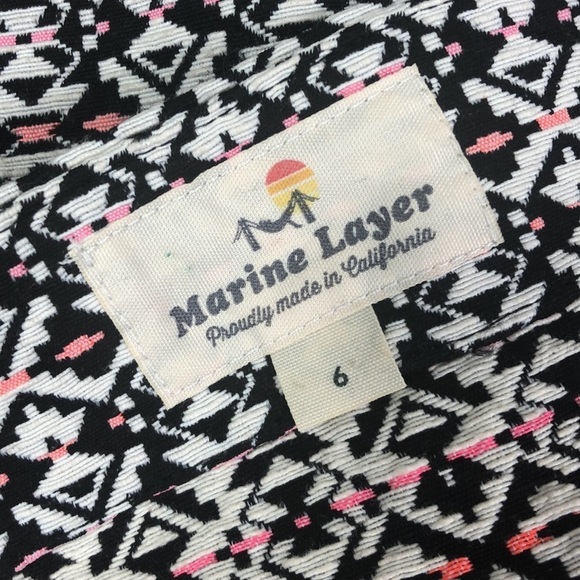 Marine Layer
Proudly made in California
6